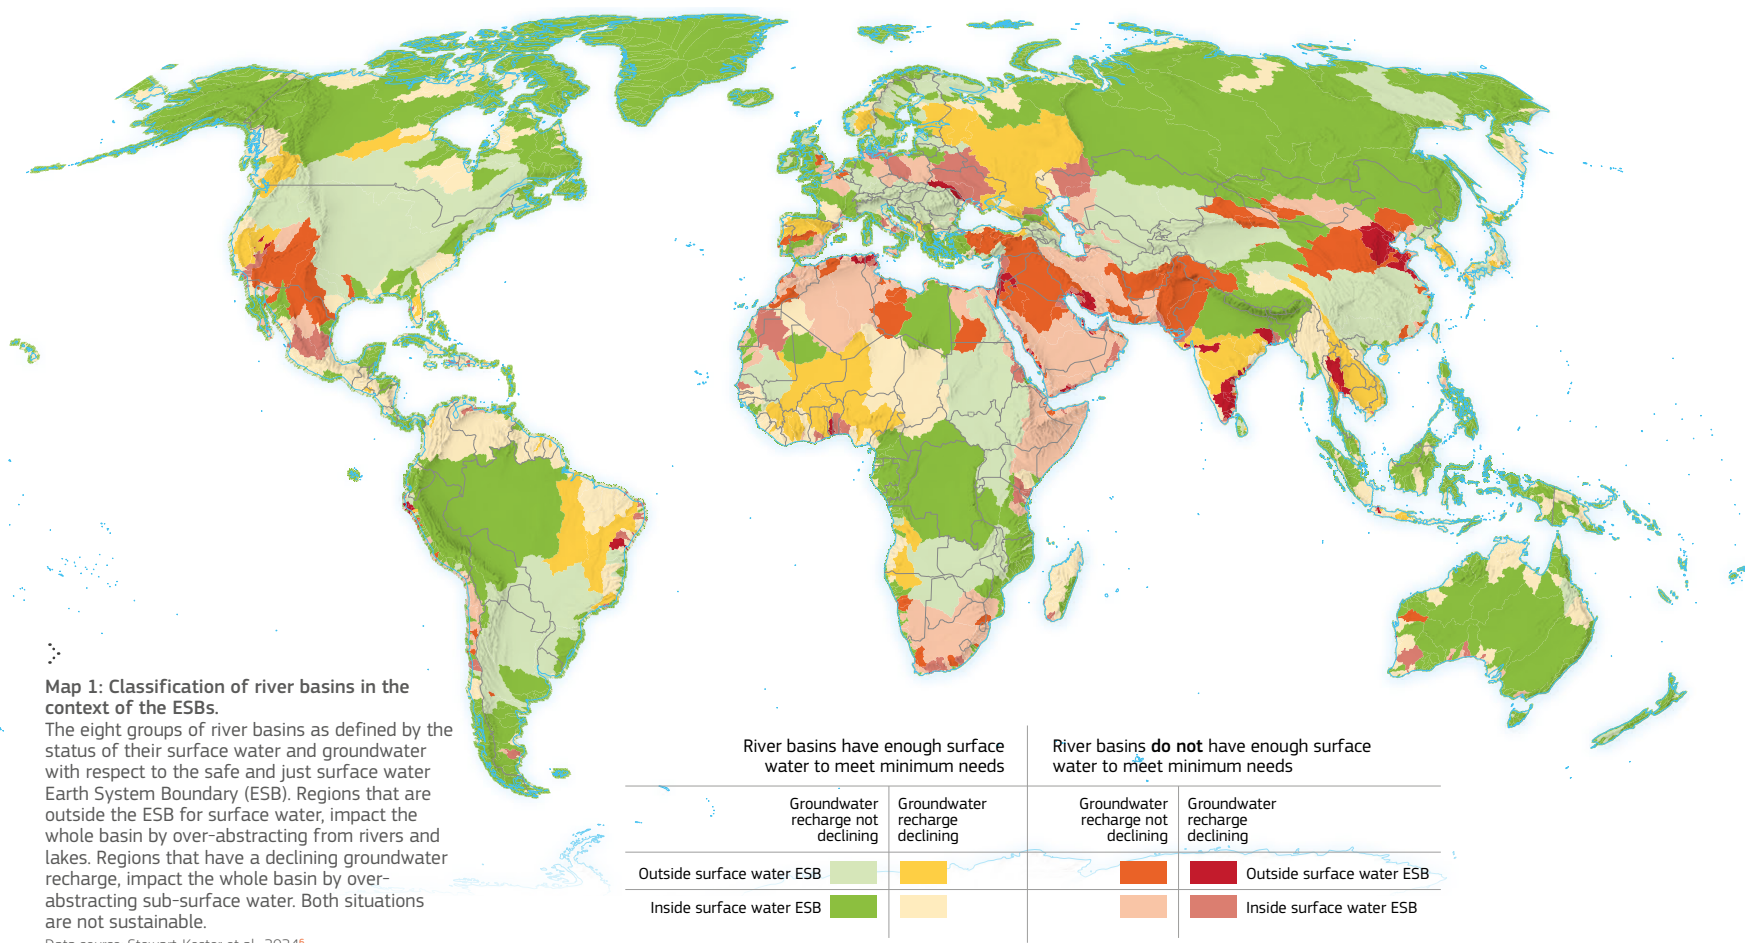 Map 1: Classification of river basins in the
context of the ESBs.
The eight groups of river basins as defined by the
status of their surface water and groundwater
with respect to the safe and just surface water
Earth System Boundary (ESB). Regions that are
outside the ESB for surface water, impact the
whole basin by over-abstracting from rivers and
lakes. Regions that have a declining groundwater
recharge, impact the whole basin by over-
abstracting sub-surface water. Both situations
are not sustainable.
River basins have enough surface
water to meet minimum needs
River basins do not have enough surface
water to meet minimum needs
Groundwater
recharge not
declining
Groundwater
recharge
declining
Groundwater
recharge not
declining
Groundwater
recharge
declining
Outside surface water ESB
Outside surface water ESB
Inside surface water ESB
Inside surface water ESB